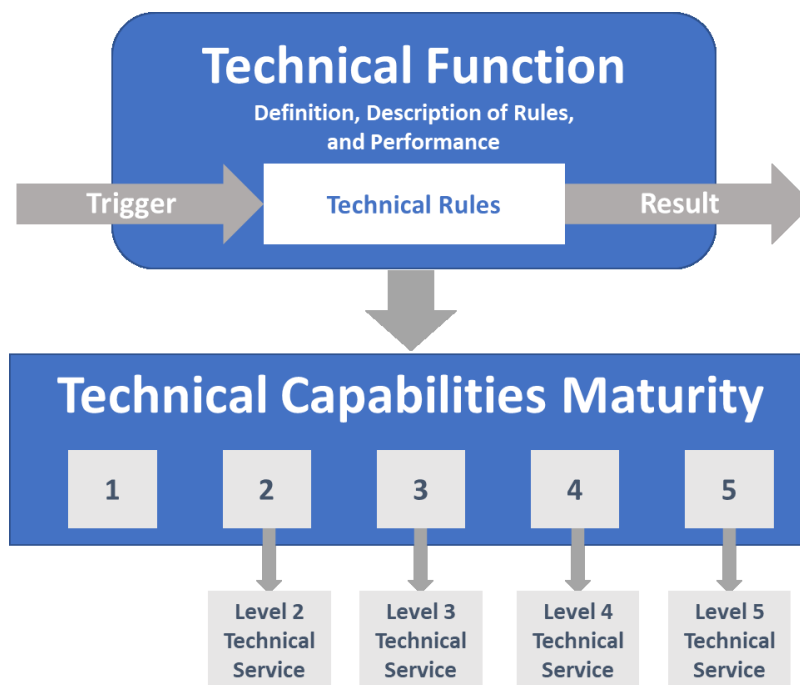 Technical Function
Definition, Description of Rules,
and Performance
Trigger
Technical Rules
Result
Technical Capabilities Maturity
1
2
3
4
5
Level 2
Technical
Service
Level 3
Technical
Service
Level 4
Technical
Service
Level 5
Technical
Service